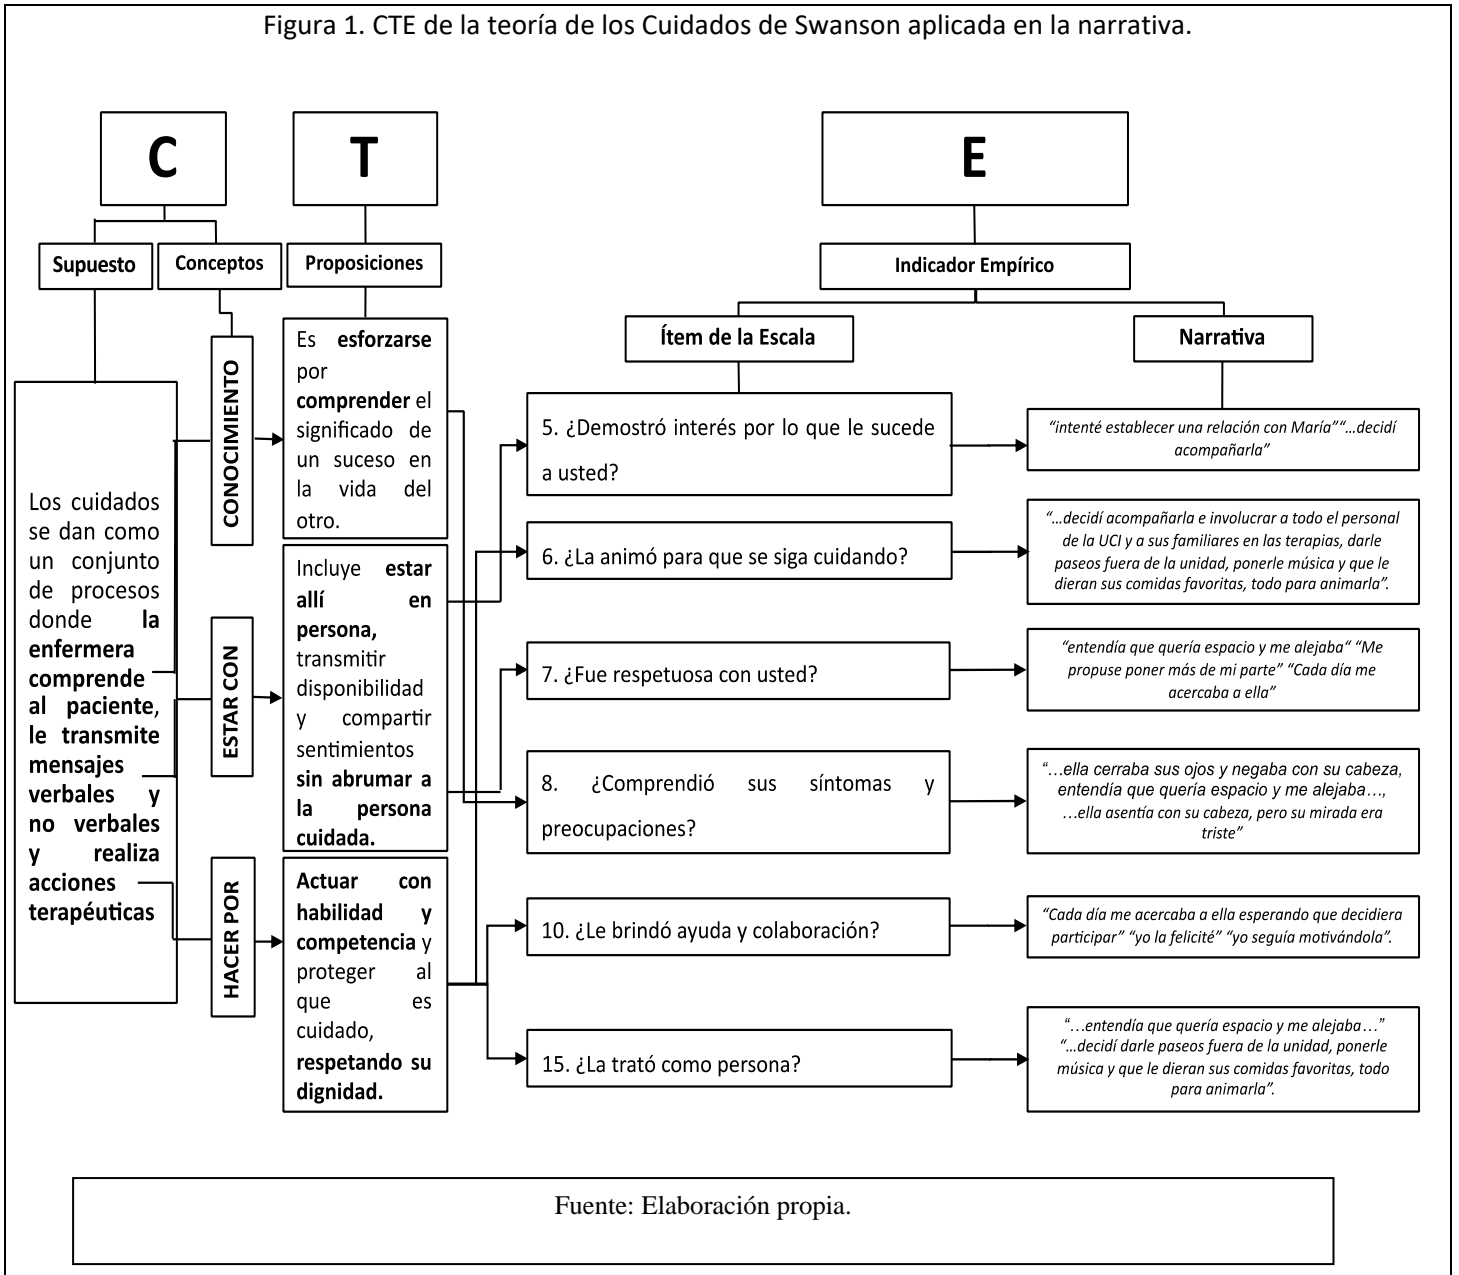 Figura 1. CTE de la teoría de los Cuidados de Swanson aplicada en la narrativa.
C
T
E
Supuesto
Conceptos
Proposiciones
Indicador Empírico
Ítem de la Escala
Narrativa
Los cuidados
se dan como
un conjunto
de procesos
donde la
enfermera
comprende
al paciente,
le transmite
mensajes
verbales y
no verbales
y realiza
acciones
terapéuticas
CONOCIMIENTO
ESTAR CON
HACER POR
Es esforzarse
por
comprender el
significado de
un suceso en
la vida del
otro.
Incluye estar
allí en
persona,
transmitir
disponibilidad
y compartir
sentimientos
sin abrumar a
la persona
cuidada.
Actuar con
habilidad y
competencia y
proteger al
que es
cuidado,
respetando su
dignidad.
5. ¿Demostró interés por lo que le sucede
a usted?
6. ¿La animó para que se siga cuidando?
7. ¿Fue respetuosa con usted?
8. ¿Comprendió sus síntomas y
preocupaciones?
10. ¿Le brindó ayuda y colaboración?
15. ¿La trató como persona?
“intenté establecer una relación con María”“…decidí
acompañarla”
“…decidí acompañarla e involucrar a todo el personal
de la UCI y a sus familiares en las terapias, darle
paseos fuera de la unidad, ponerle música y que le
dieran sus comidas favoritas, todo para animarla”.
“entendía que quería espacio y me alejaba“ “Me
propuse poner más de mi parte” “Cada día me
acercaba a ella”
“…ella cerraba sus ojos y negaba con su cabeza,
entendía que quería espacio y me alejaba…,
…ella asentía con su cabeza, pero su mirada era
triste”
“Cada día me acercaba a ella esperando que decidiera
participar” “yo la felicité” “yo seguía motivándola”.
“…entendía que quería espacio y me alejaba…”
“…decidí darle paseos fuera de la unidad, ponerle
música y que le dieran sus comidas favoritas, todo
para animarla”.
Fuente: Elaboración propia.